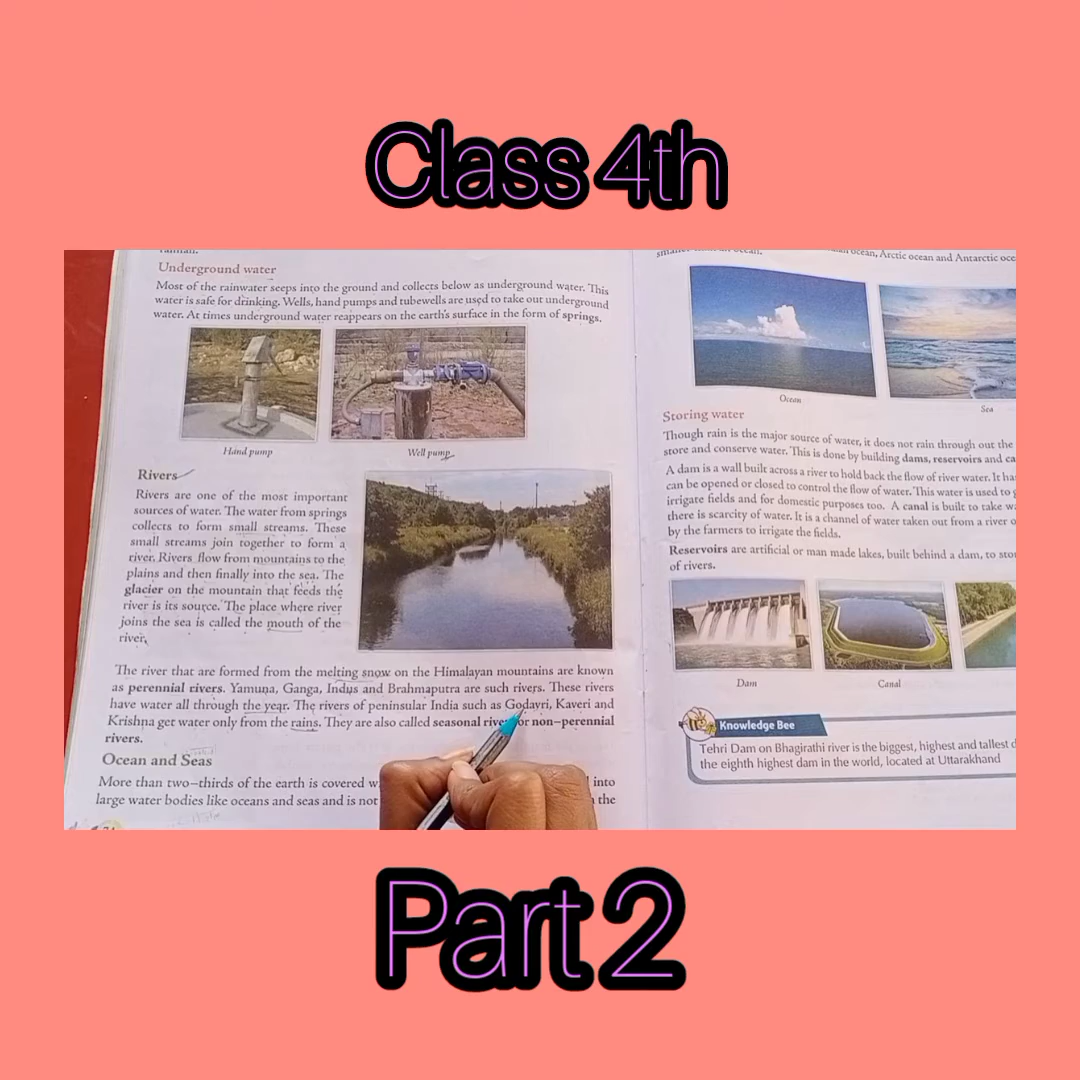 Class 4th
Underground water
Most of the rainwater seeps into the ground and collects below as underground water. This
water is safe for drinking. Wells, hand pumps and tubewells are used to take out underground
water. At times underground water reappears on the earth's surface in the form of springs.
Hand pump
Well pump
Rivers
Rivers are one of the most important
sources of water. The water from springs
collects to form small streams. These
small streams join together to form a
river. Rivers flow from mountains to the
plains and then finally into the sea. The
glacier on the mountain that feeds the
river is its source. The place where river
joins the sea is called the mouth of the
river.
The river that are formed from the melting snow on the Himalayan mountains are known
as perennial rivers. Yamuna, Ganga, Indus and Brahmaputra are such rivers. These rivers
have water all through the year. The rivers of peninsular India such as Godavri, Kaveri and
Krishna get water only from the rains. They are also called seasonal or non-perennial
rivers.
Ocean and Seas
More than two-thirds of the earth is covered into
large water bodies like oceans and seas and is not the
ocean, Arctic ocean and Antarctic
Ocean
Sea
Storing water
Though rain is the major source of water, it does not rain through out the
store and conserve water. This is done by building dams, reservoirs and
A dam is a wall built across a river to hold back the flow of river water. It
can be opened or closed to control the flow of water. This water is used to
irrigate fields and for domestic purposes too. A canal is built to take
there is scarcity of water. It is a channel of water taken out from a river
by the farmers to irrigate the fields.
Reservoirs are artificial or man made lakes, built behind a dam, to
of rivers.
Dam
Canal
Knowledge Bee
Tehri Dam on Bhagirathi river is the biggest, highest and tallest
the eighth highest dam in the world, located at Uttarakhand
Part 2